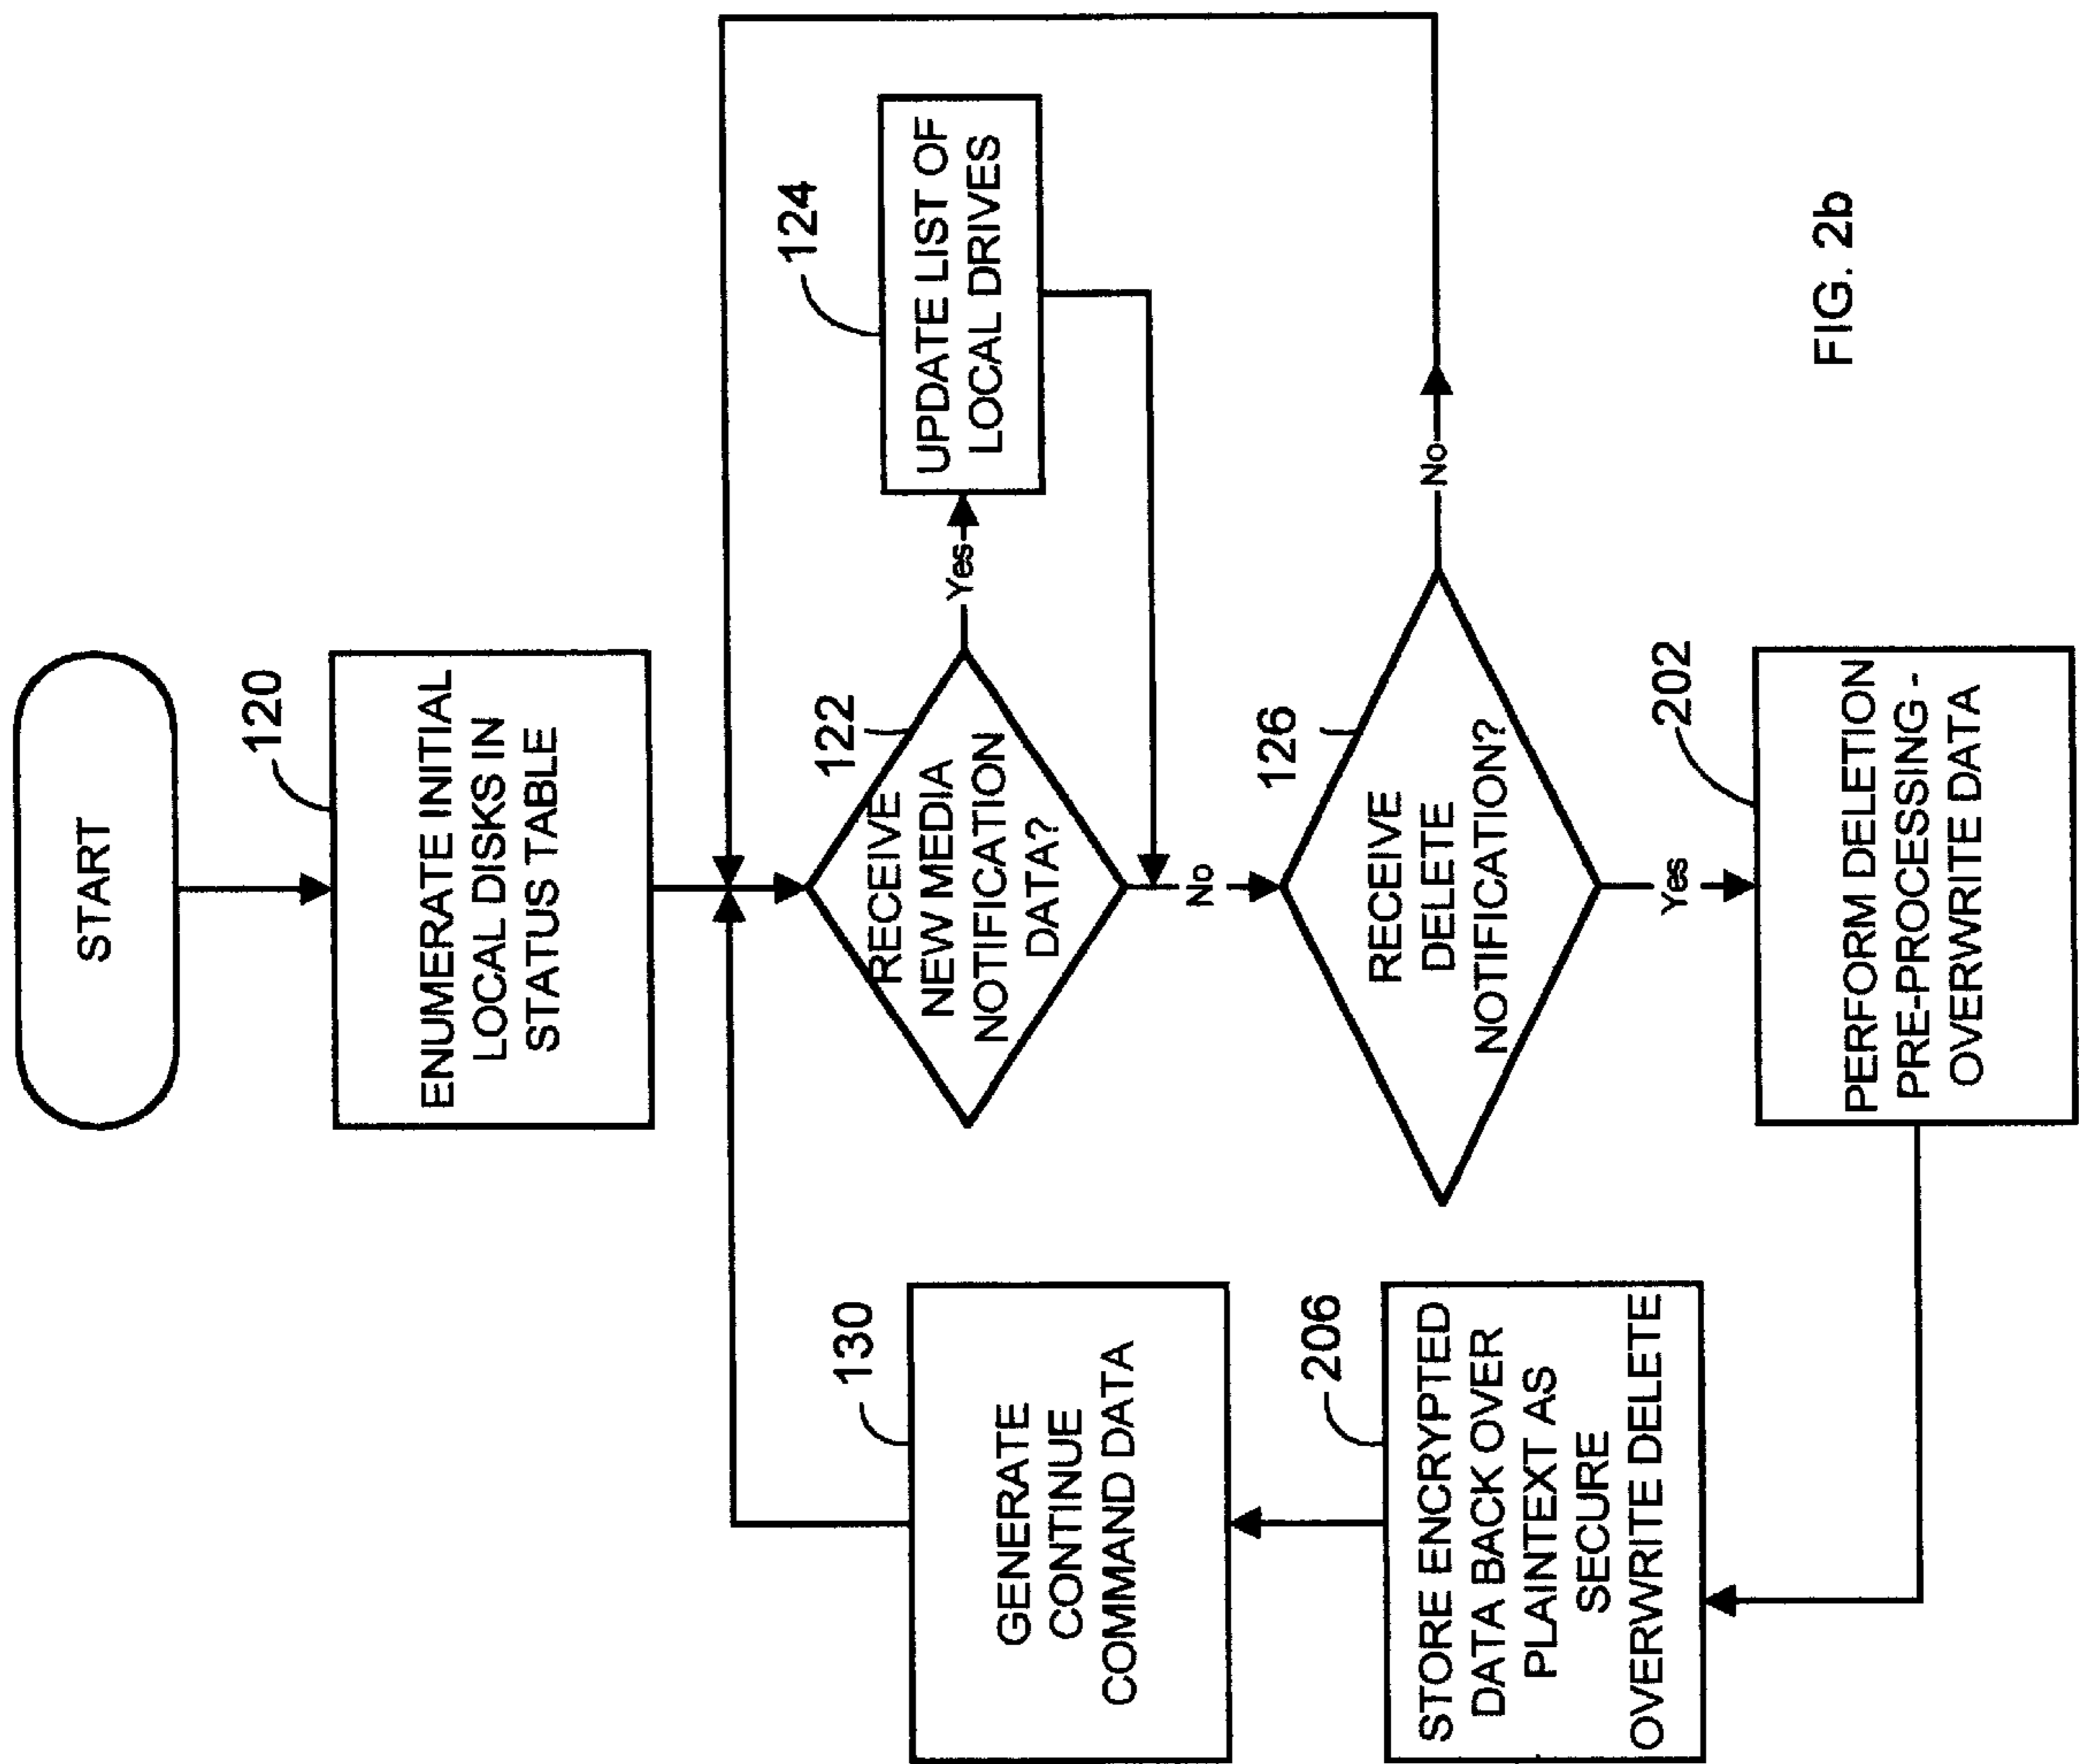 START
120
ENUMERATE INITIAL
LOCAL DISKS IN
STATUS TABLE
122
RECEIVE
NEW MEDIA
NOTIFICATION
DATA?
Yes
124
UPDATE LIST OF
LOCAL DRIVES
No
126
RECEIVE
DELETE
NOTIFICATION?
No
Yes
202
PERFORM DELETION
PRE-PROCESSING -
OVERWRITE DATA
206
STORE ENCRYPTED
DATA BACK OVER
PLAINTEXT AS
SECURE
OVERWRITE DELETE
130
GENERATE
CONTINUE
COMMAND DATA
FIG. 2b